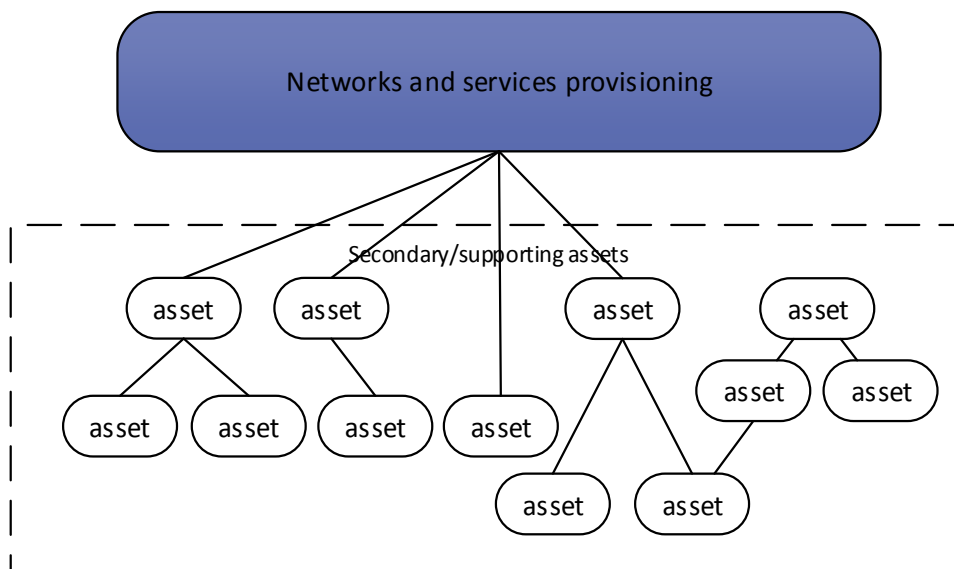 Networks and services provisioning
Secondary/supporting assets
asset
asset
asset
asset
asset
asset
asset
asset
asset
asset
asset
asset